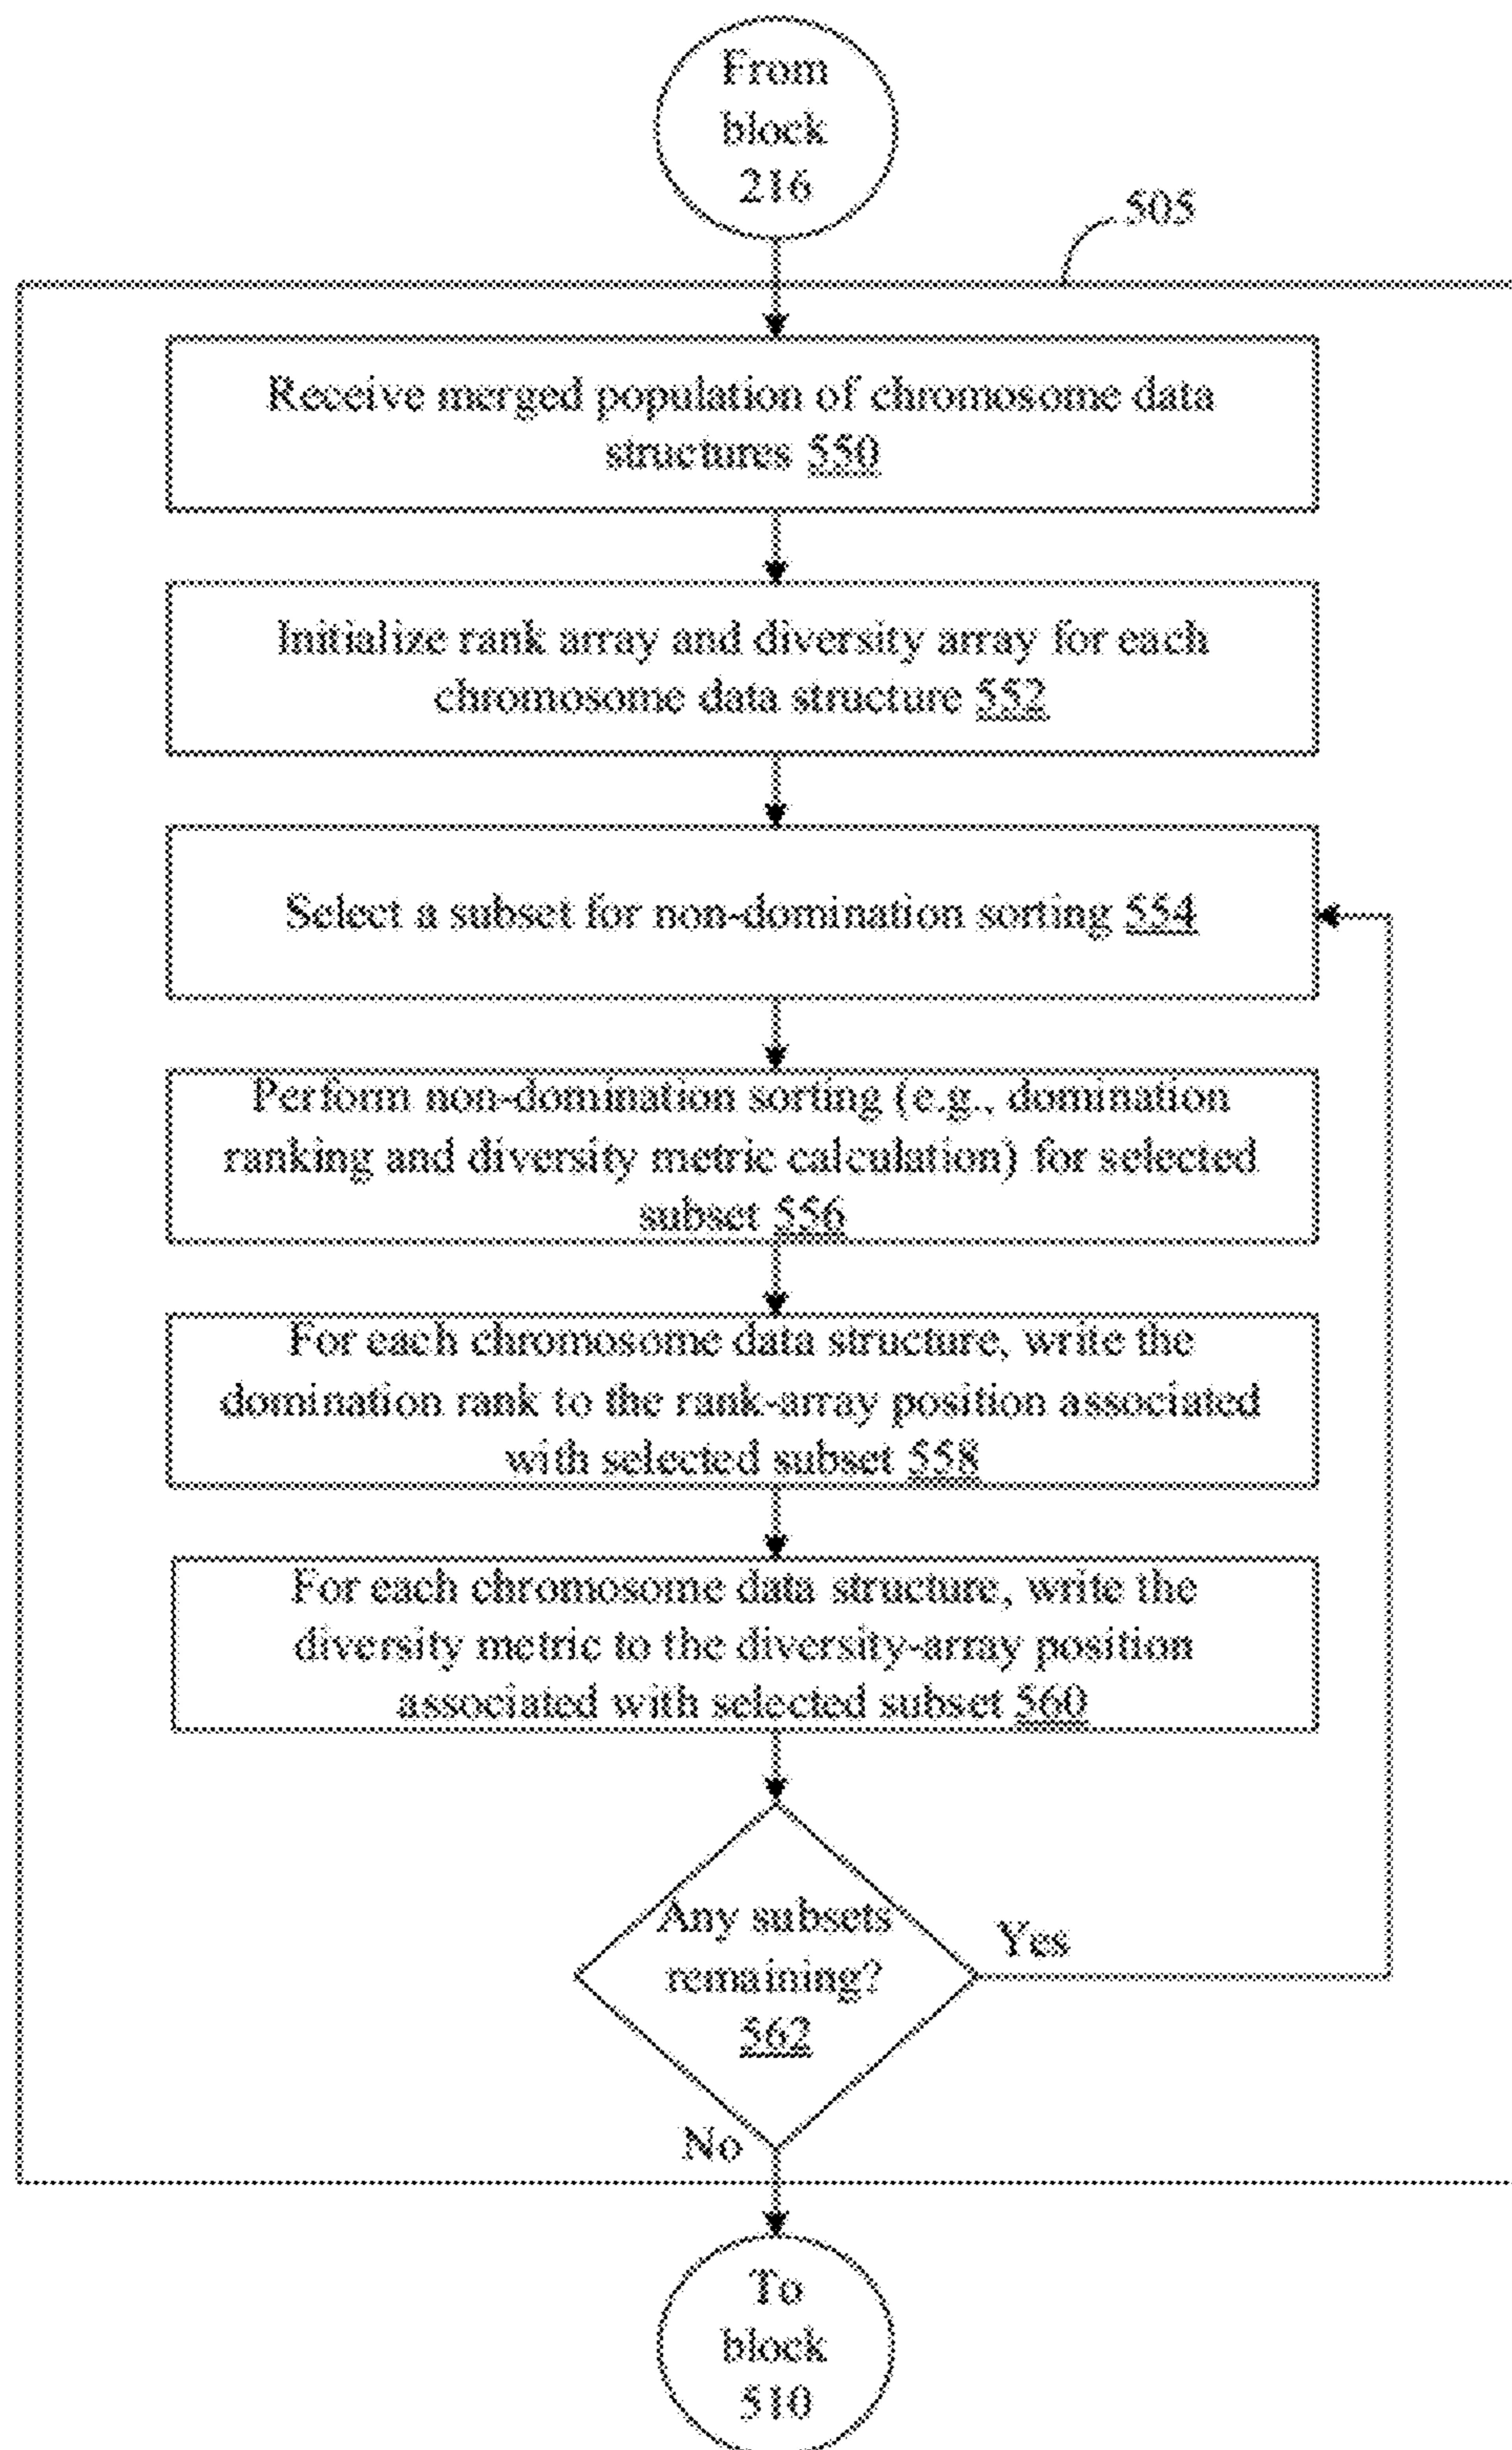 From
block
216
505
Receive merged population of chromosome data
structures 550
Initialize rank array and diversity array for each
chromosome data structure 552
Select a subset for non-domination sorting 554
Perform non-domination sorting (e.g., domination
ranking and diversity metric calculation) for selected
subset 556
For each chromosome data structure, write the
domination rank to the rank-array position associated
with selected subset 558
For each chromosome data structure, write the
diversity metric to the diversity-array position
associated with selected subset 560
Any subsets
remaining?
562
Yes
No
To
block
510